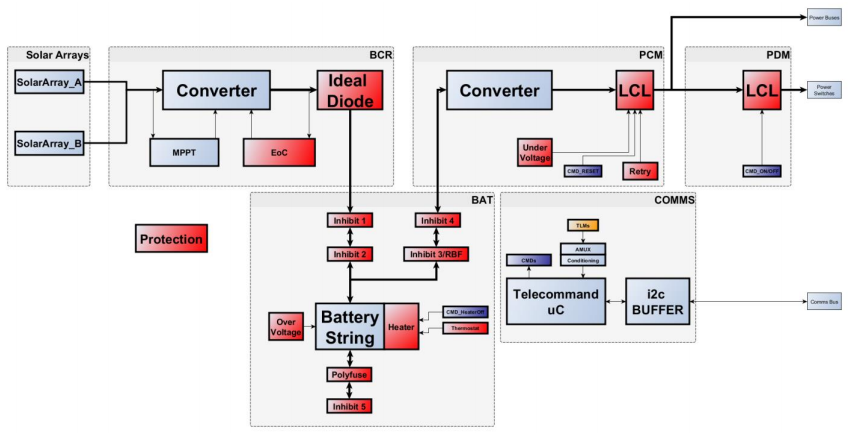 Power Buses
Solar Arrays
BCR
PCM
PDM
SolarArray_A
SolarArray_B
Converter
Ideal
Diode
MPPT
EoC
Converter
LCL
LCL
Power
Switches
Under
Voltage
CMD_RESET
Retry
CMD_ON/OFF
BAT
COMMS
Protection
Inhibit 1
Inhibit 4
Inhibit 2
Inhibit 3/RBF
Over
Voltage
Battery
String
Heater
CMD_HeaterOff
Thermostat
Polyfuse
Inhibit 5
TLMs
CMDs
AMUX
Conditioning
Telecommand
uC
i2c
BUFFER
Comms Bus